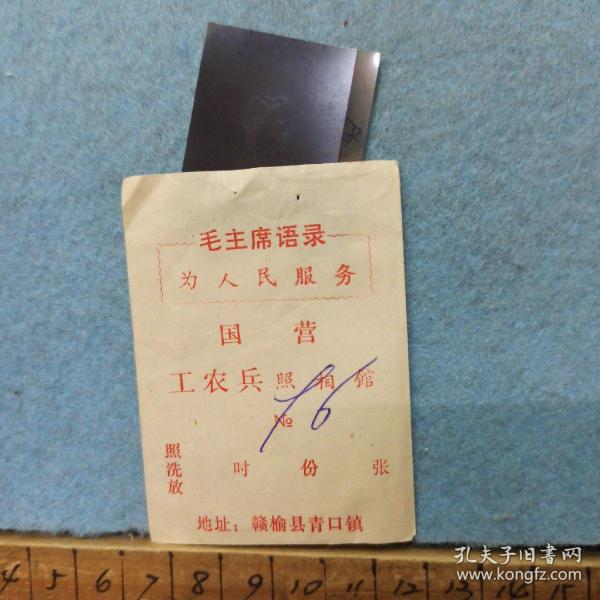 毛主席语录
为人民服务
国营
工农兵照相馆
№ 76
照洗放 吋 份 张
地址：赣榆县青口镇
孔夫子旧书网
www.kongfz.com
4 5 6 7 8 9 10 11 12 13 14 15